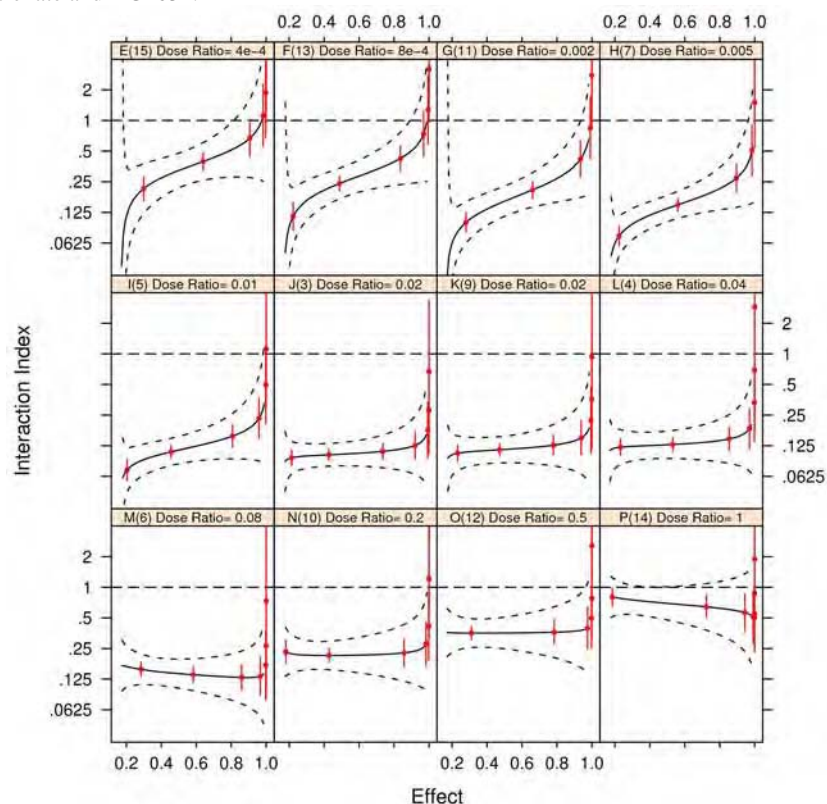 0.2 0.4 0.6 0.8 1.0 0.2 0.4 0.6 0.8 1.0
E(15) Dose Ratio= 4e−4 F(13) Dose Ratio= 8e−4 G(11) Dose Ratio= 0.002 H(7) Dose Ratio= 0.005
2
1
.5
.25
.125
.0625
I(5) Dose Ratio= 0.01 J(3) Dose Ratio= 0.02 K(9) Dose Ratio= 0.02 L(4) Dose Ratio= 0.04
2
1
.5
.25
.125
.0625
Interaction Index
M(6) Dose Ratio= 0.08 N(10) Dose Ratio= 0.2 O(12) Dose Ratio= 0.5 P(14) Dose Ratio= 1
2
1
.5
.25
.125
.0625
0.2 0.4 0.6 0.8 1.0 0.2 0.4 0.6 0.8 1.0
Effect